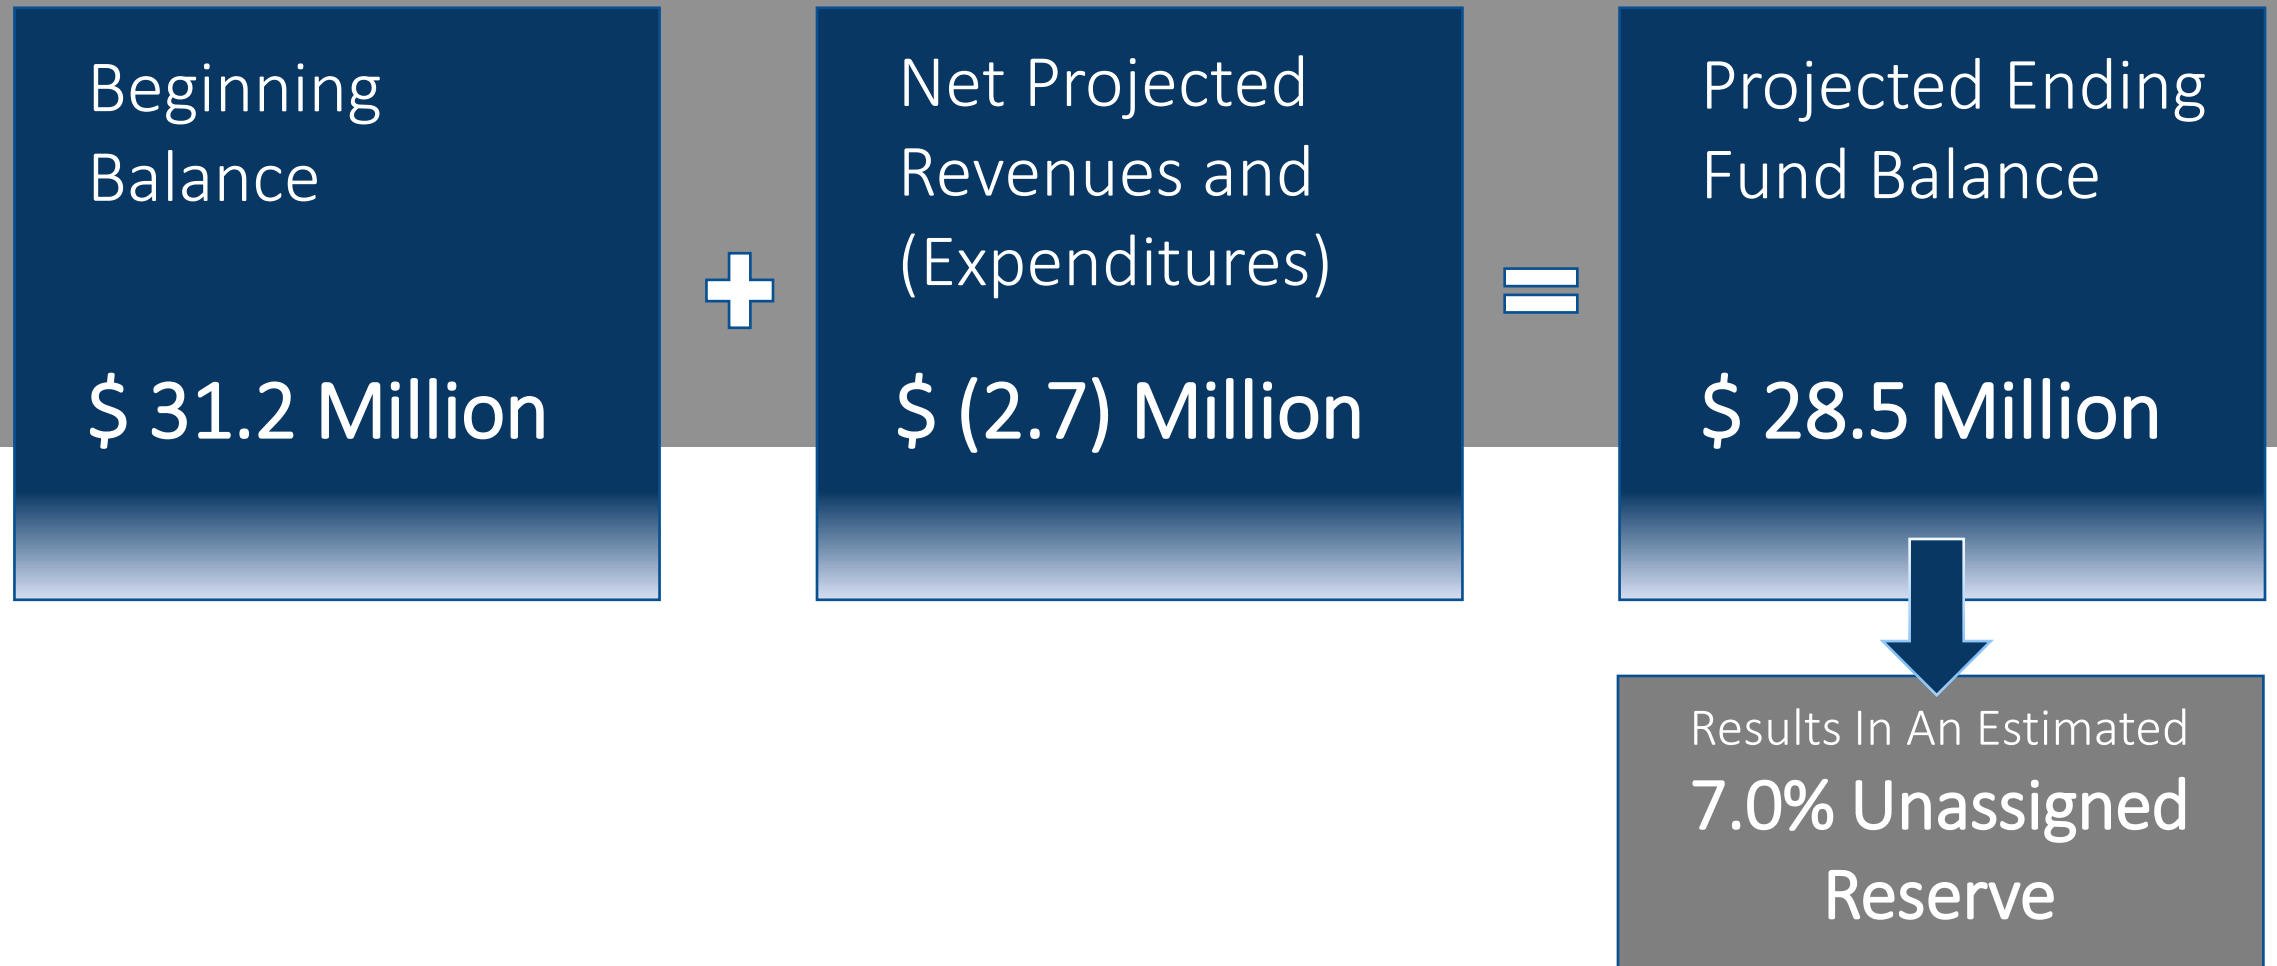 Beginning
Balance
$ 31.2 Million
Net Projected
Revenues and
(Expenditures)
$ (2.7) Million
Projected Ending
Fund Balance
$ 28.5 Million
Results In An Estimated
7.0% Unassigned
Reserve